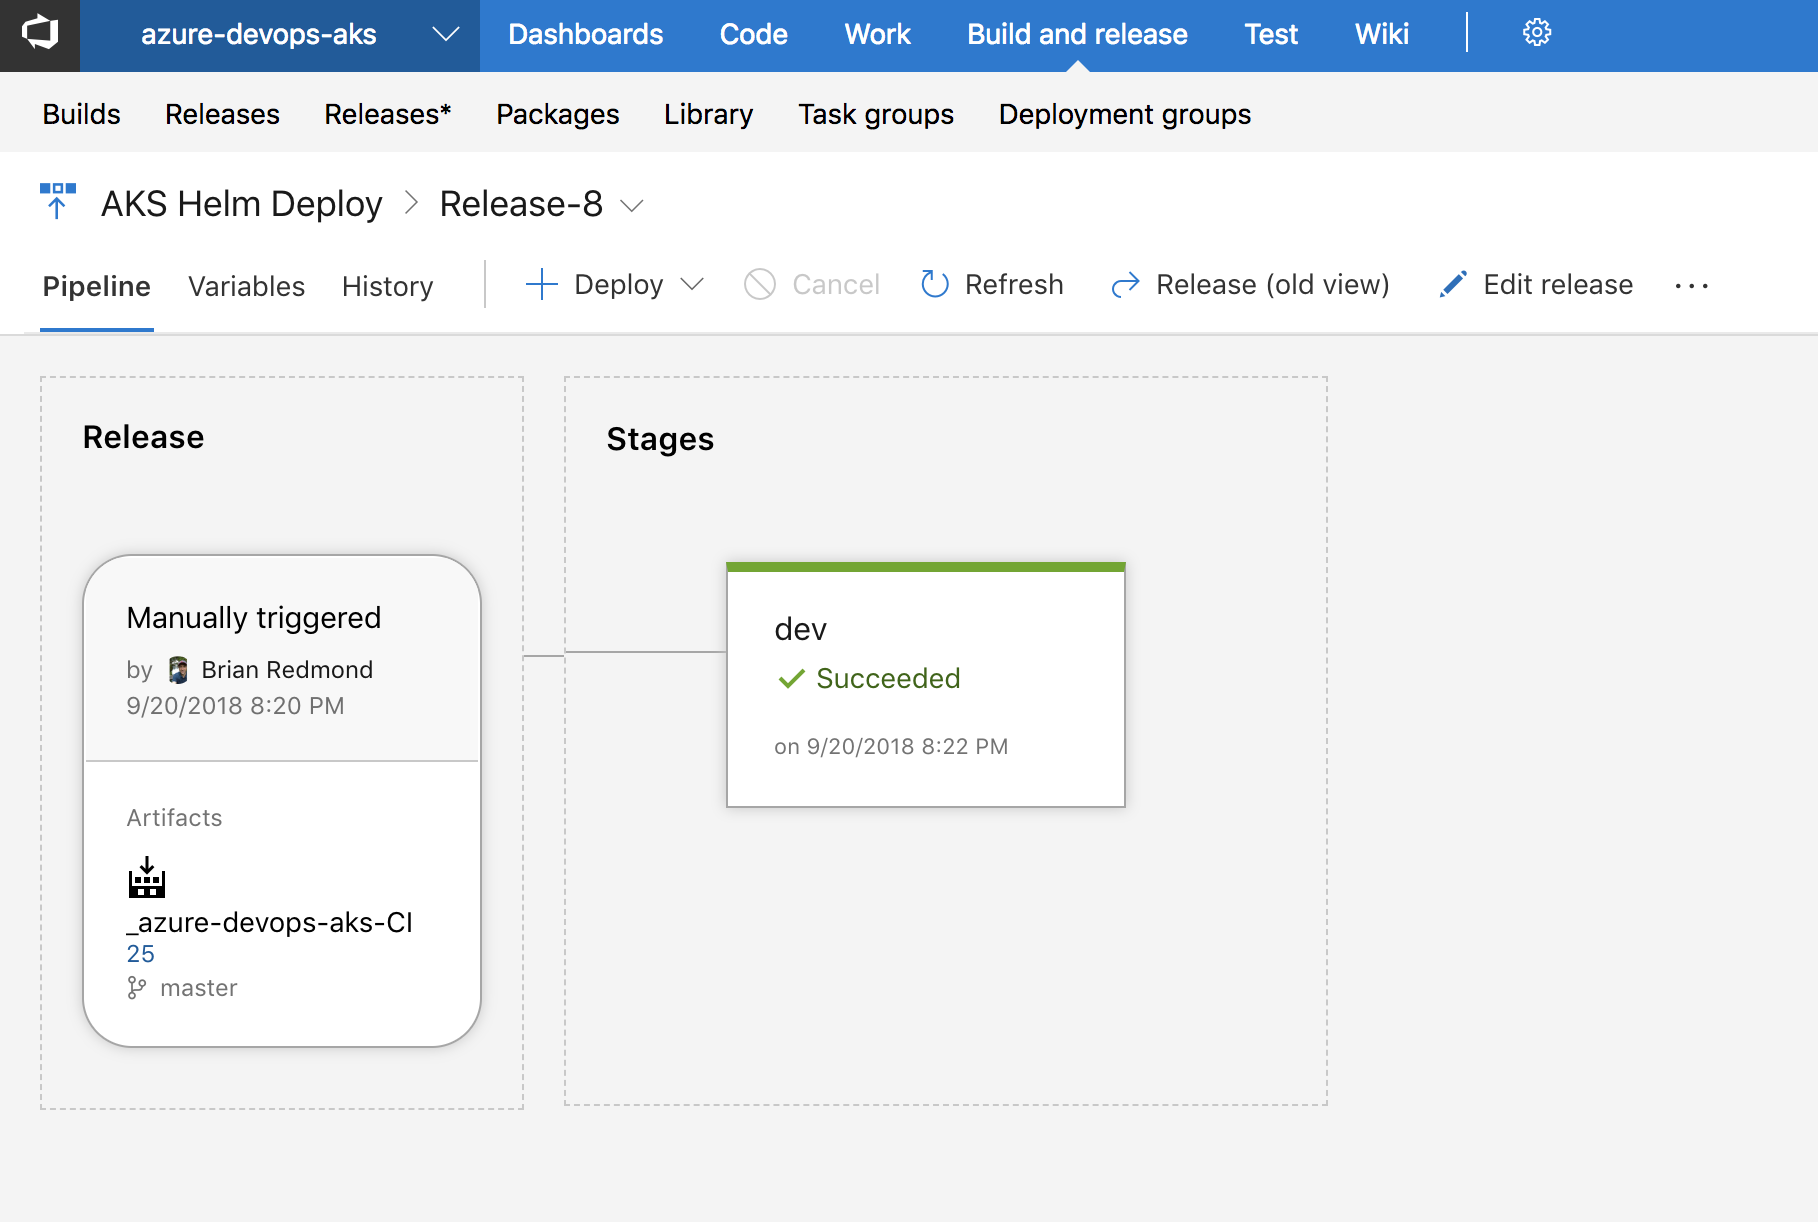 azure-devops-aks Dashboards Code Work Build and release Test Wiki
Builds Releases Releases* Packages Library Task groups Deployment groups
AKS Helm Deploy > Release-8
Pipeline Variables History Deploy Cancel Refresh Release (old view) Edit release ...
Release
Stages
Manually triggered
by Brian Redmond
9/20/2018 8:20 PM
Artifacts
_azure-devops-aks-CI
25
master
dev
Succeeded
on 9/20/2018 8:22 PM